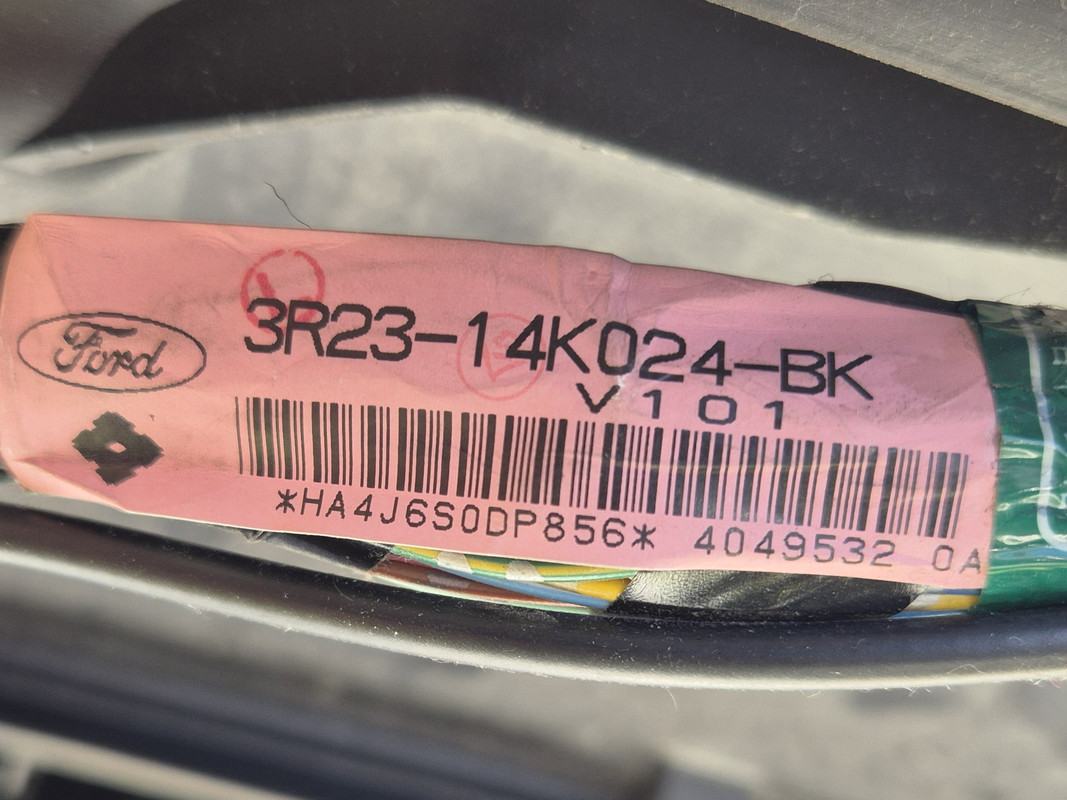 Ford
3R23-14K024-BK
V101
*HA4J6S0DP856* 4049532 0A